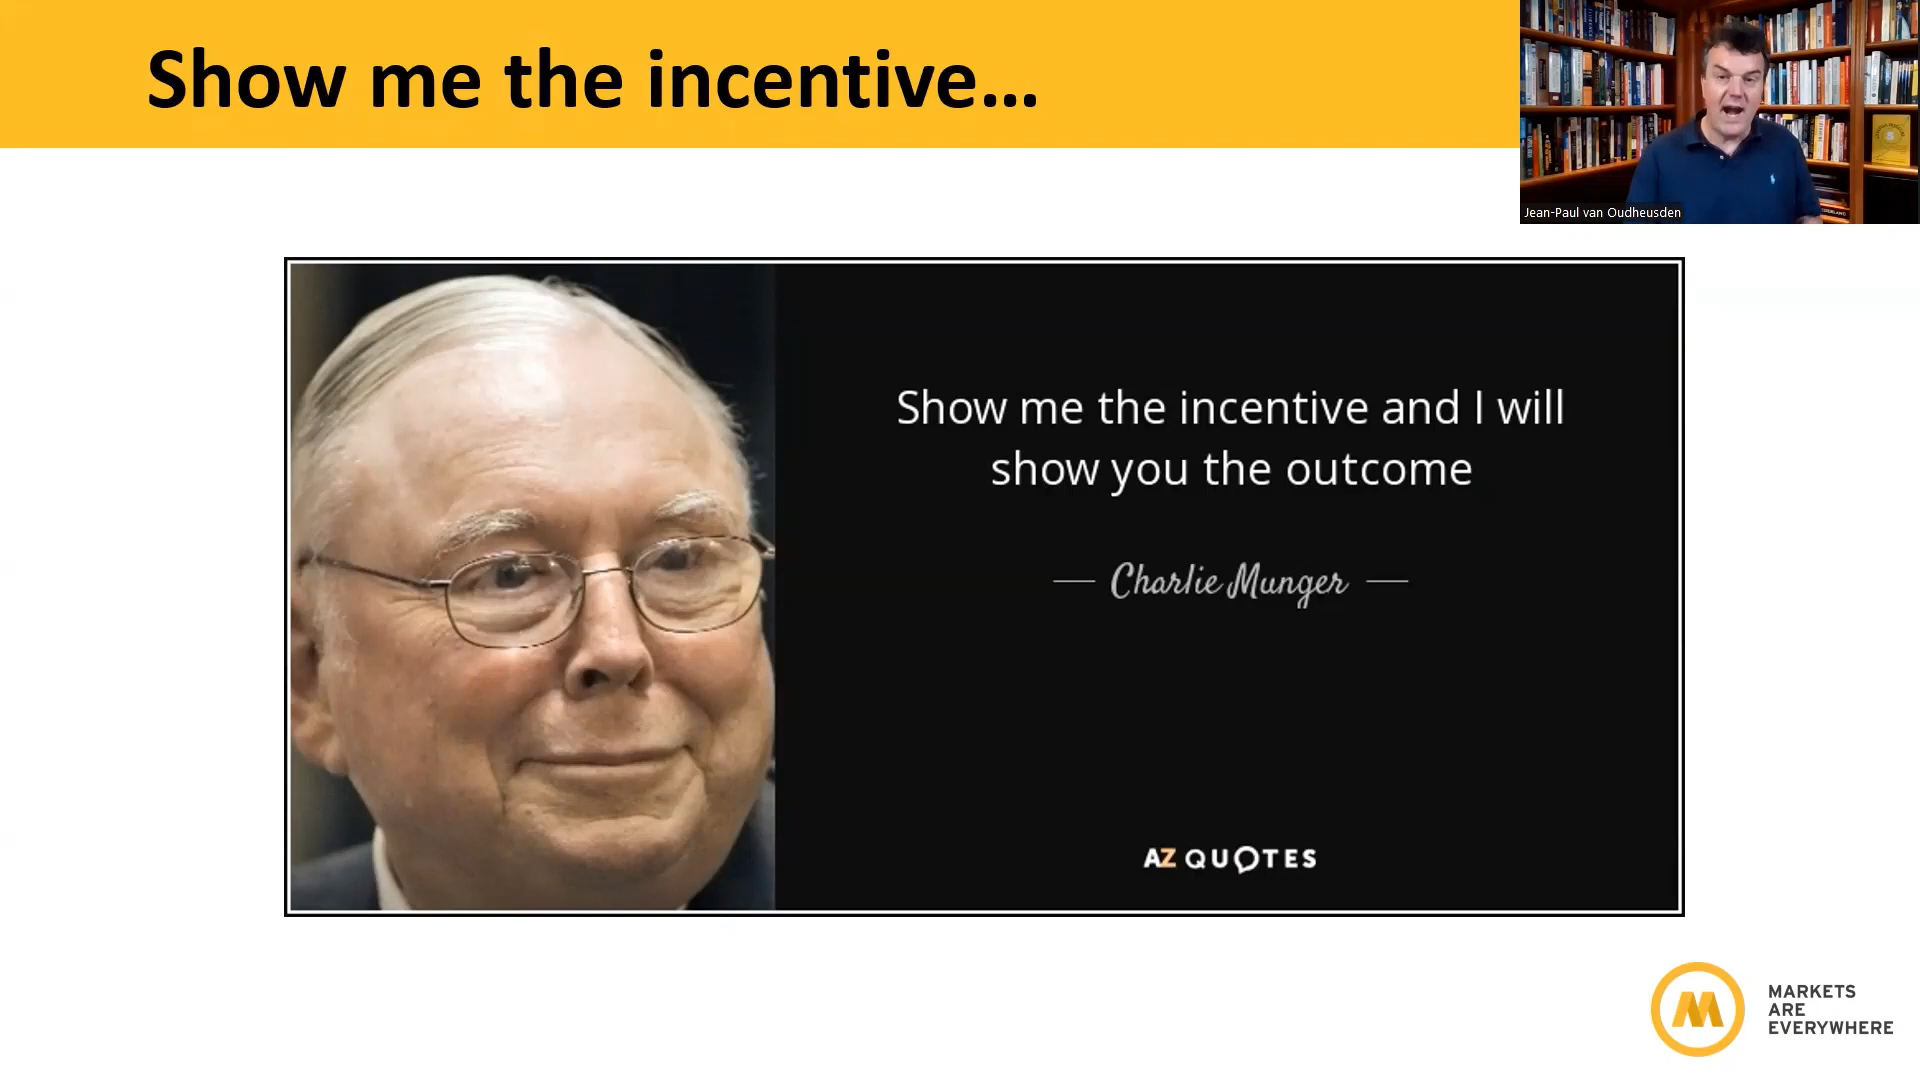 Show me the incentive...
Jean-Paul van Oudheusden
Show me the incentive and I will
show you the outcome
Charlie Munger
AZ QUOTES
MARKETS
ARE
EVERYWHERE